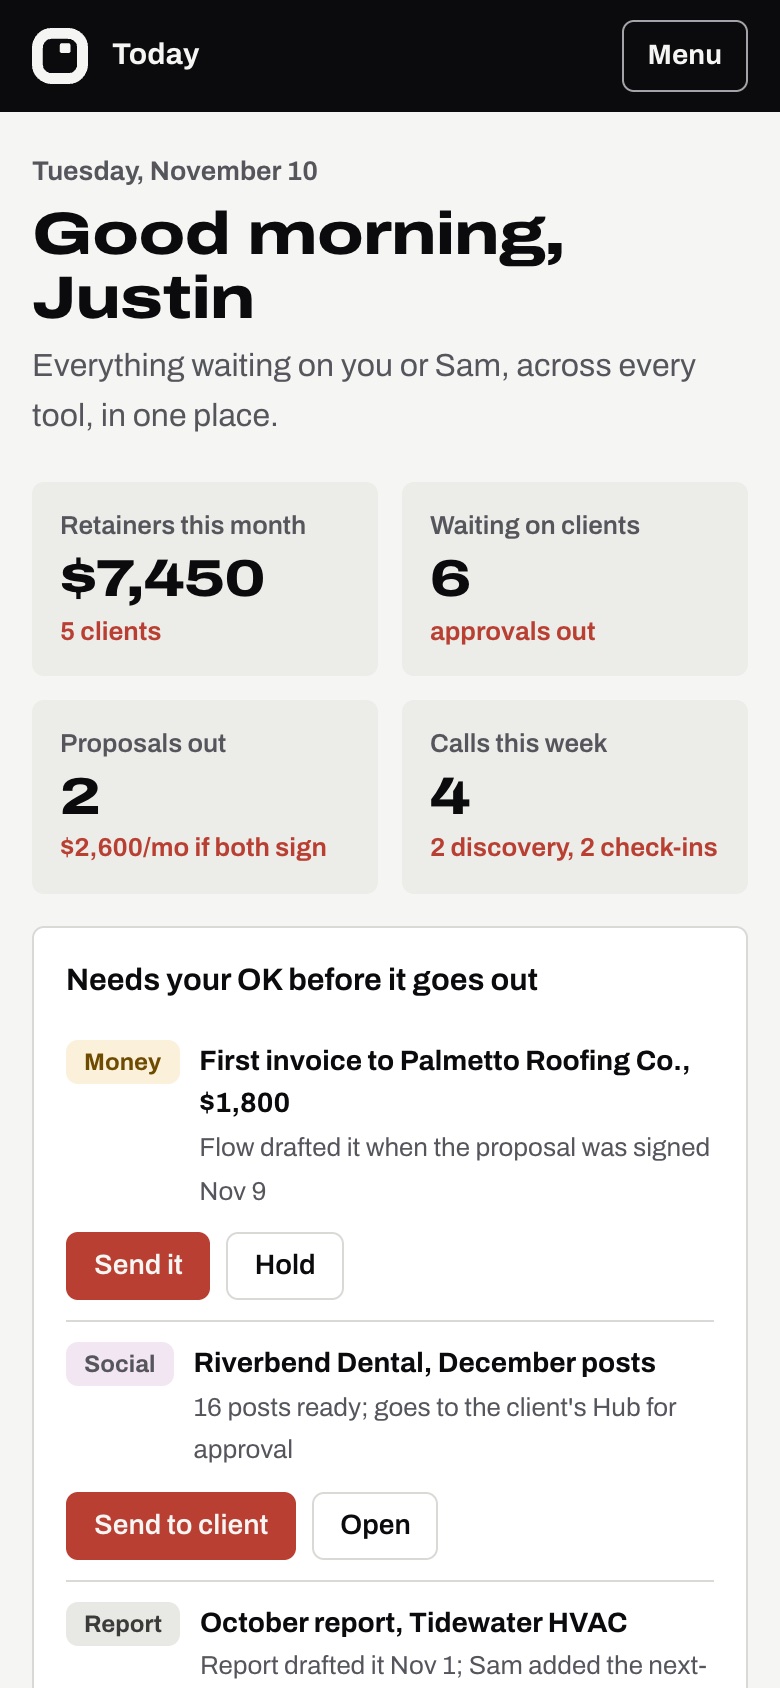 Today
Menu
Tuesday, November 10
Good morning,
Justin
Everything waiting on you or Sam, across every
tool, in one place.
Retainers this month
$7,450
5 clients
Waiting on clients
6
approvals out
Proposals out
2
$2,600/mo if both sign
Calls this week
4
2 discovery, 2 check-ins
Needs your OK before it goes out
Money
First invoice to Palmetto Roofing Co.,
$1,800
Flow drafted it when the proposal was signed
Nov 9
Send it
Hold
Social
Riverbend Dental, December posts
16 posts ready; goes to the client's Hub for
approval
Send to client
Open
Report
October report, Tidewater HVAC
Report drafted it Nov 1; Sam added the next-